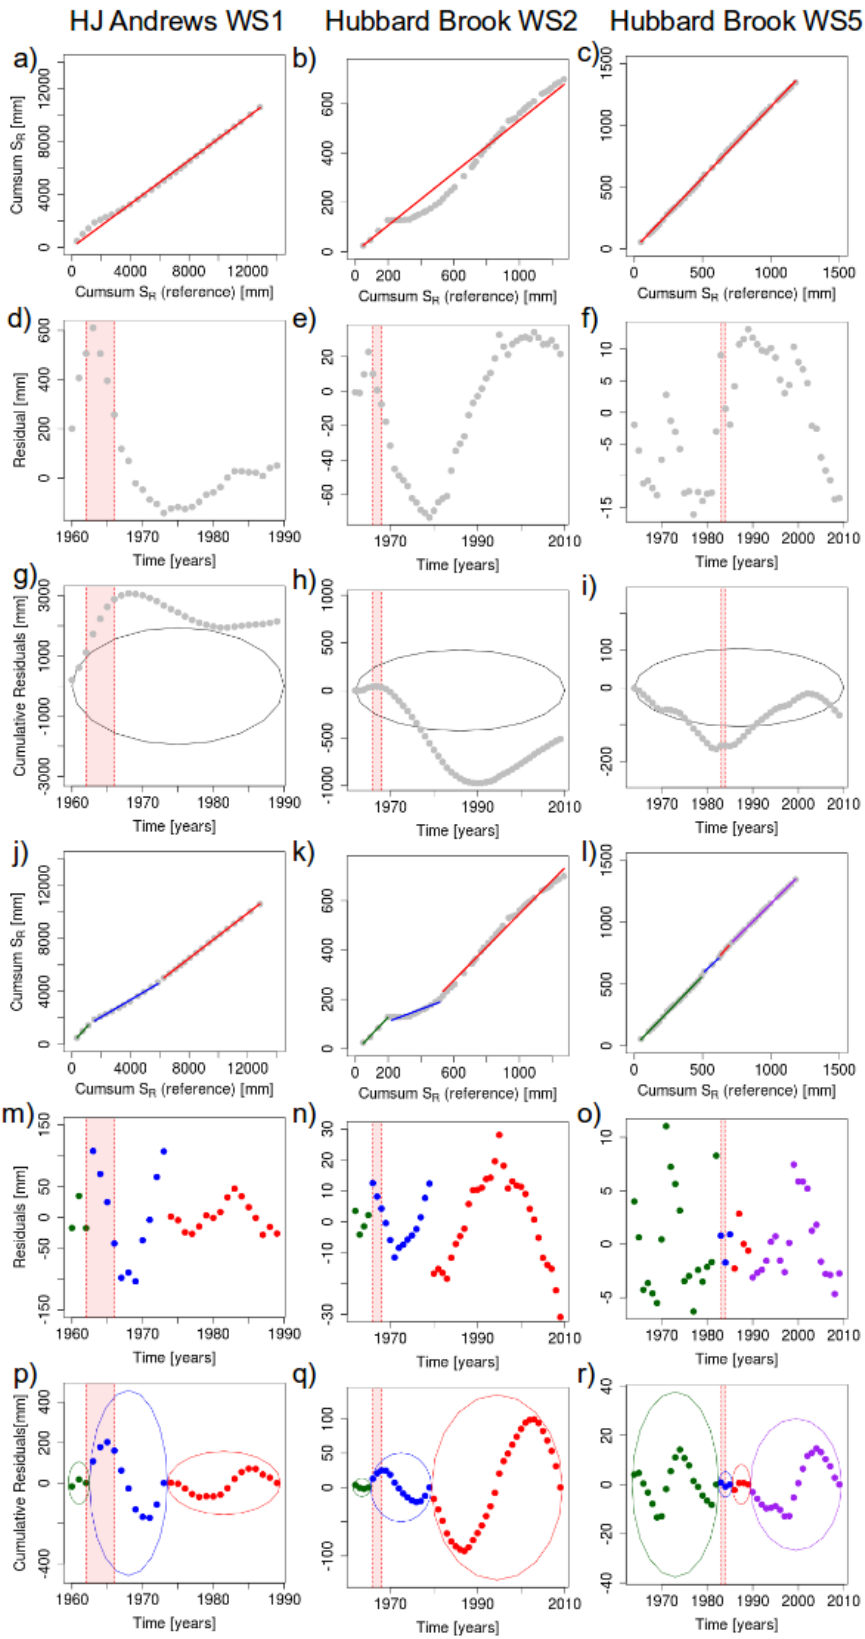 HJ Andrews WS1 Hubbard Brook WS2 Hubbard Brook WS5
a) b) c)
Cumsum S_R [mm]
0 4000 8000 12000
0 200 400 600
0 500 1000 1500
0 4000 8000 12000
0 200 600 1000
0 500 1000 1500
Cumsum S_R (reference) [mm] Cumsum S_R (reference) [mm] Cumsum S_R (reference) [mm]
d) e) f)
Residual [mm]
0 200 400 600
-60 -40 -20 0 20
-15 -5 0 5 10
1960 1970 1980 1990
1970 1990 2010
1970 1980 1990 2000 2010
Time [years] Time [years] Time [years]
g) h) i)
Cumulative Residuals [mm]
-3000 -1000 1000 3000
-1000 -500 0 500 1000
-200 -100 0 100
1960 1970 1980 1990
1970 1990 2010
1970 1980 1990 2000 2010
Time [years] Time [years] Time [years]
j) k) l)
Cumsum S_R [mm]
0 4000 8000 12000
0 200 400 600
0 500 1000 1500
0 4000 8000 12000
0 200 400 600 1000
0 500 1000 1500
Cumsum S_R (reference) [mm] Cumsum S_R (reference) [mm] Cumsum S_R (reference) [mm]
m) n) o)
Residuals [mm]
-150 -50 0 50 150
-30 -10 0 10 20 30
-5 0 5 10
1960 1970 1980 1990
1970 1990 2010
1970 1980 1990 2000 2010
Time [years] Time [years] Time [years]
p) q) r)
Cumulative Residuals[mm]
-400 0 200 400
-100 0 50 100
-40 -20 0 20 40
1960 1970 1980 1990
1970 1990 2010
1970 1980 1990 2000 2010
Time [years] Time [years] Time [years]